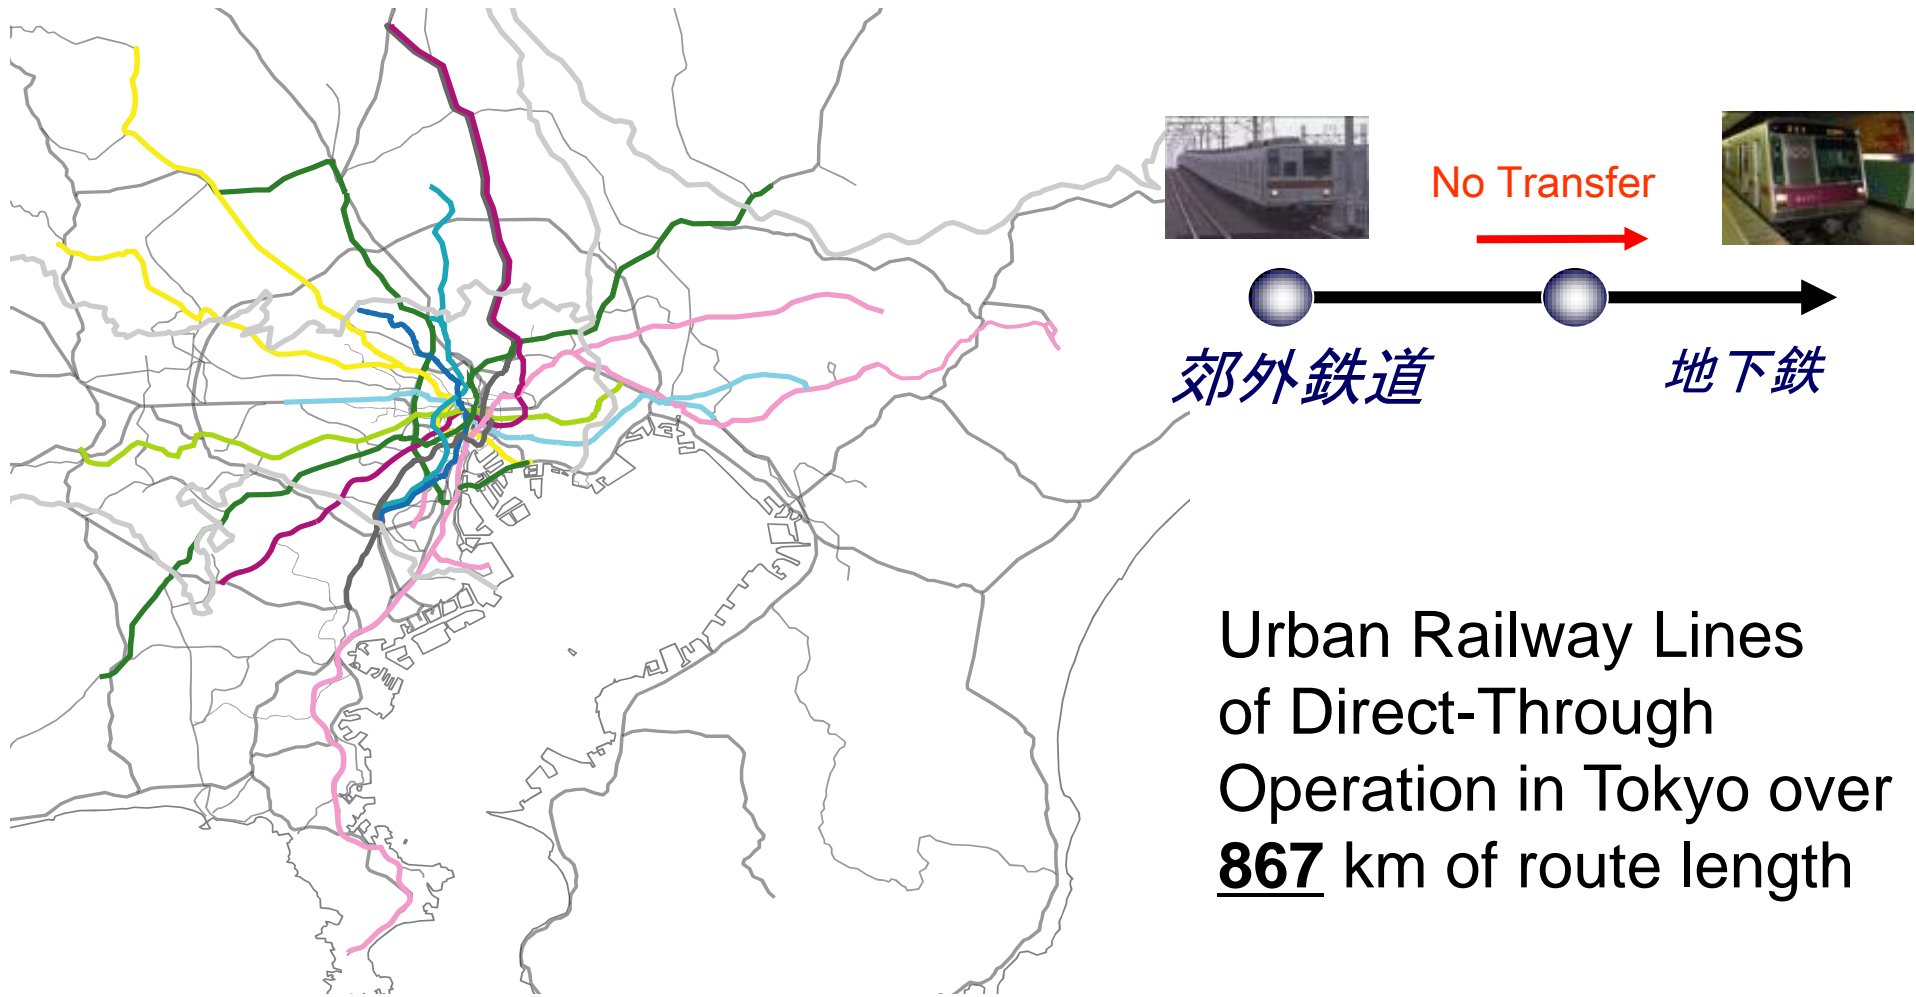 No Transfer
郊外鉄道
地下鉄
Urban Railway Lines
of Direct-Through
Operation in Tokyo over
867 km of route length